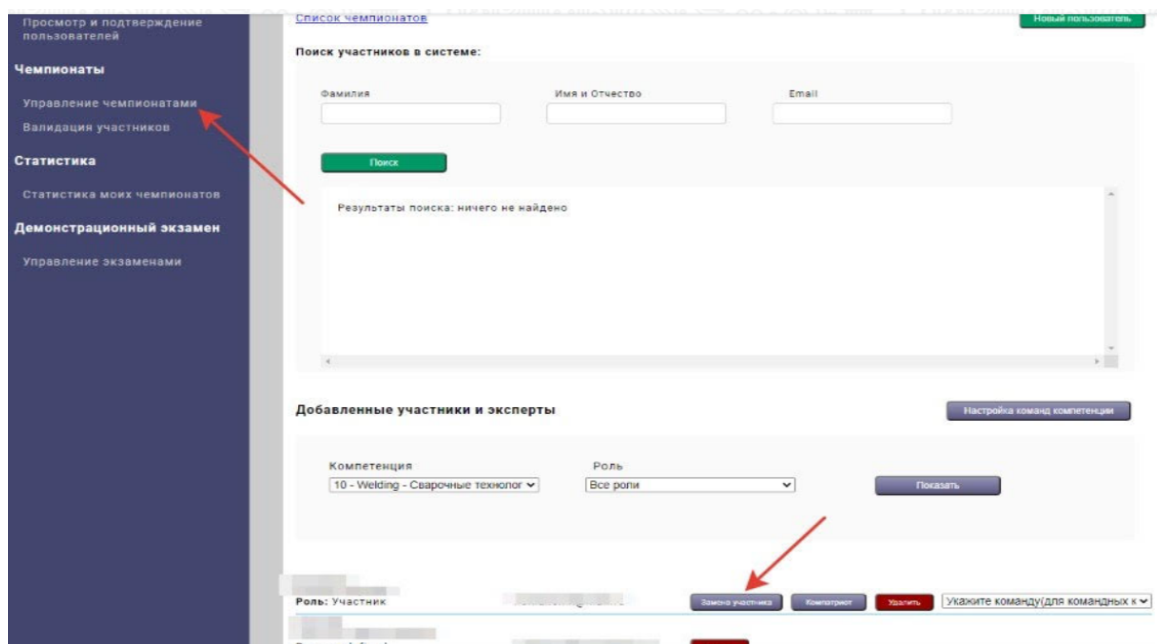 Просмотр и подтверждение
пользователей
Чемпионаты
Управление чемпионатами
Валидация участников
Статистика
Статистика моих чемпионатов
Демонстрационный экзамен
Управление экзаменами
Список чемпионатов
Новый пользователь
Поиск участников в системе:
Фамилия
Имя и Отчество
Email
Поиск
Результаты поиска: ничего не найдено
Добавленные участники и эксперты
Настройка команд компетенции
Компетенция
Роль
10 - Welding - Сварочные технолог
Все роли
Показать
Роль: Участник
Замена участника
Компатриот
Удалить
Укажите команду(для командных к